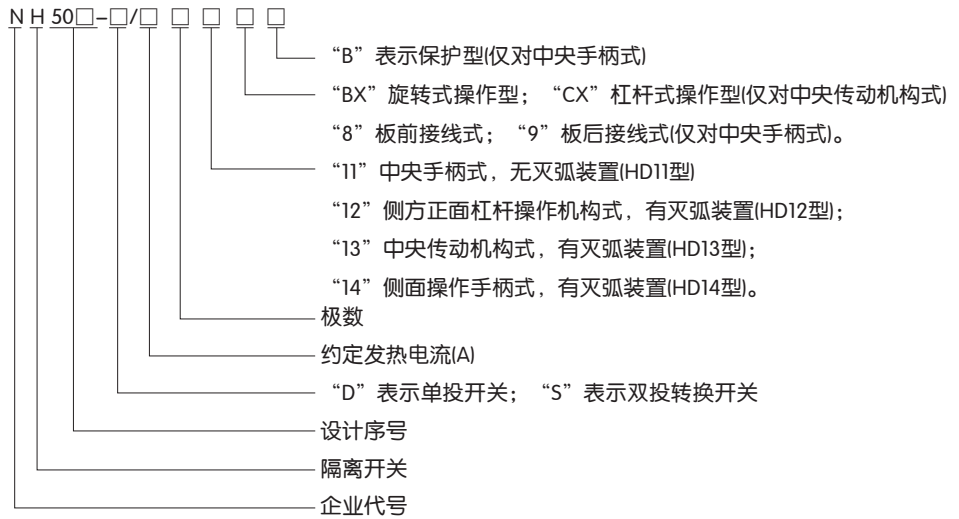 N H 50□-□/□ □ □ □ □
“B”表示保护型(仅对中央手柄式)
“BX”旋转式操作型；“CX”杠杆式操作型(仅对中央传动机构式)
“8”板前接线式；“9”板后接线式(仅对中央手柄式)。
“11”中央手柄式，无灭弧装置(HD11型)
“12”侧方正面杠杆操作机构式，有灭弧装置(HD12型)；
“13”中央传动机构式，有灭弧装置(HD13型)；
“14”侧面操作手柄式，有灭弧装置(HD14型)。
极数
约定发热电流(A)
“D”表示单投开关；“S”表示双投转换开关
设计序号
隔离开关
企业代号